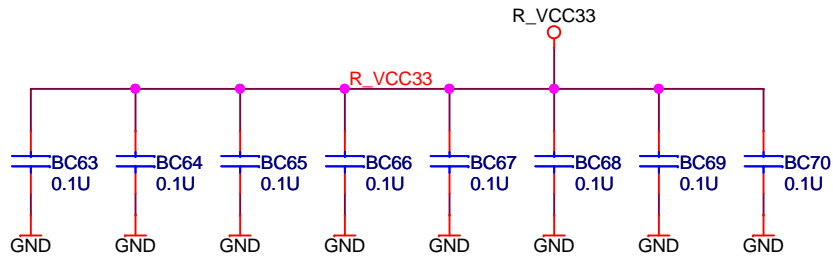 R_VCC33
R_VCC33
BC63 BC64 BC65 BC66 BC67 BC68 BC69 BC70
0.1U 0.1U 0.1U 0.1U 0.1U 0.1U 0.1U 0.1U
GND GND GND GND GND GND GND GND